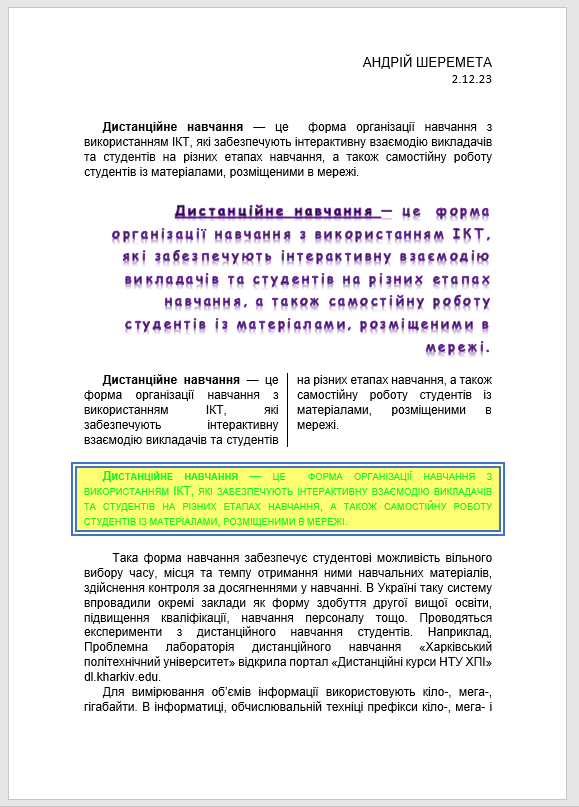 АНДРІЙ ШЕРЕМЕТА
2.12.23
Дистанційне навчання — це форма організації навчання з
використанням ІКТ, які забезпечують інтерактивну взаємодію викладачів
та студентів на різних етапах навчання, а також самостійну роботу
студентів із матеріалами, розміщеними в мережі.
Дистанційне навчання — це форма
організації навчання з використанням ІКТ,
які забезпечують інтерактивну взаємодію
викладачів та студентів на різних етапах
навчання, а також самостійну роботу
студентів із матеріалами, розміщеними в
мережі.
Дистанційне навчання — це
форма організації навчання з
використанням ІКТ, які
забезпечують інтерактивну
взаємодію викладачів та студентів
на різних етапах навчання, а також
самостійну роботу студентів із
матеріалами, розміщеними в
мережі.
Дистанційне навчання — це форма організації навчання з
використанням ІКТ, які забезпечують інтерактивну взаємодію викладачів
та студентів на різних етапах навчання, а також самостійну роботу
студентів із матеріалами, розміщеними в мережі.
Така форма навчання забезпечує студентові можливість вільного
вибору часу, місця та темпу отримання ними навчальних матеріалів,
здійснення контроля за досягненнями у навчанні. В Україні таку систему
впровадили окремі заклади як форму здобуття другої вищої освіти,
підвищення кваліфікації, навчання персоналу тощо. Проводяться
експерименти з дистанційного навчання студентів. Наприклад,
Проблемна лабораторія дистанційного навчання «Харківський
політехнічний університет» відкрила портал «Дистанційні курси НТУ ХПІ»
dl.kharkiv.edu.
Для вимірювання об’ємів інформації використовують кіло-, мега-,
гігабайти. В інформатиці, обчислювальній техніці префікси кіло-, мега- і